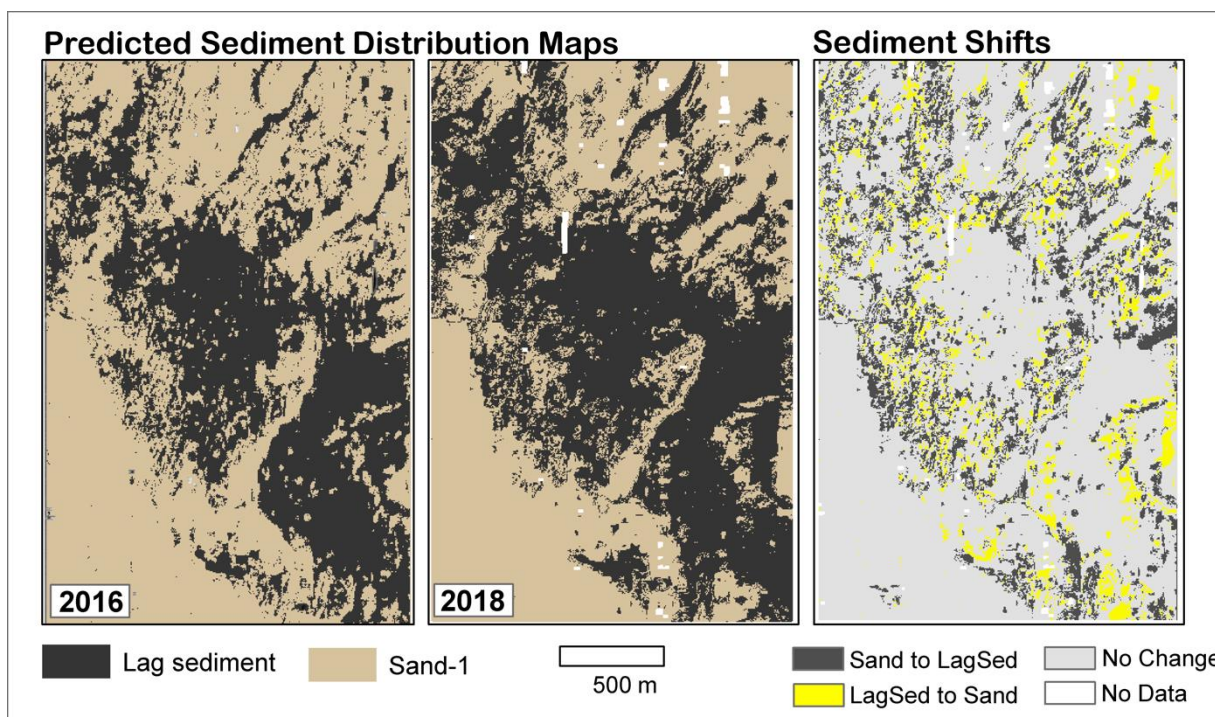 Predicted Sediment Distribution Maps
Sediment Shifts
2016
2018
Lag sediment
Sand-1
500 m
Sand to LagSed
No Change
LagSed to Sand
No Data